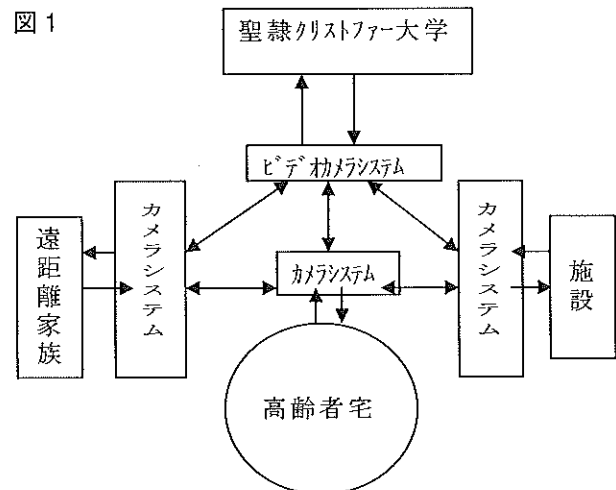 図1
聖隷ｸﾘｽﾄﾌｧｰ大学
ﾋﾞﾃﾞｵｶﾒﾗｼｽﾃﾑ
カメラシステム
カメラシステム
遠距離家族
ｶﾒﾗｼｽﾃﾑ
施設
高齢者宅